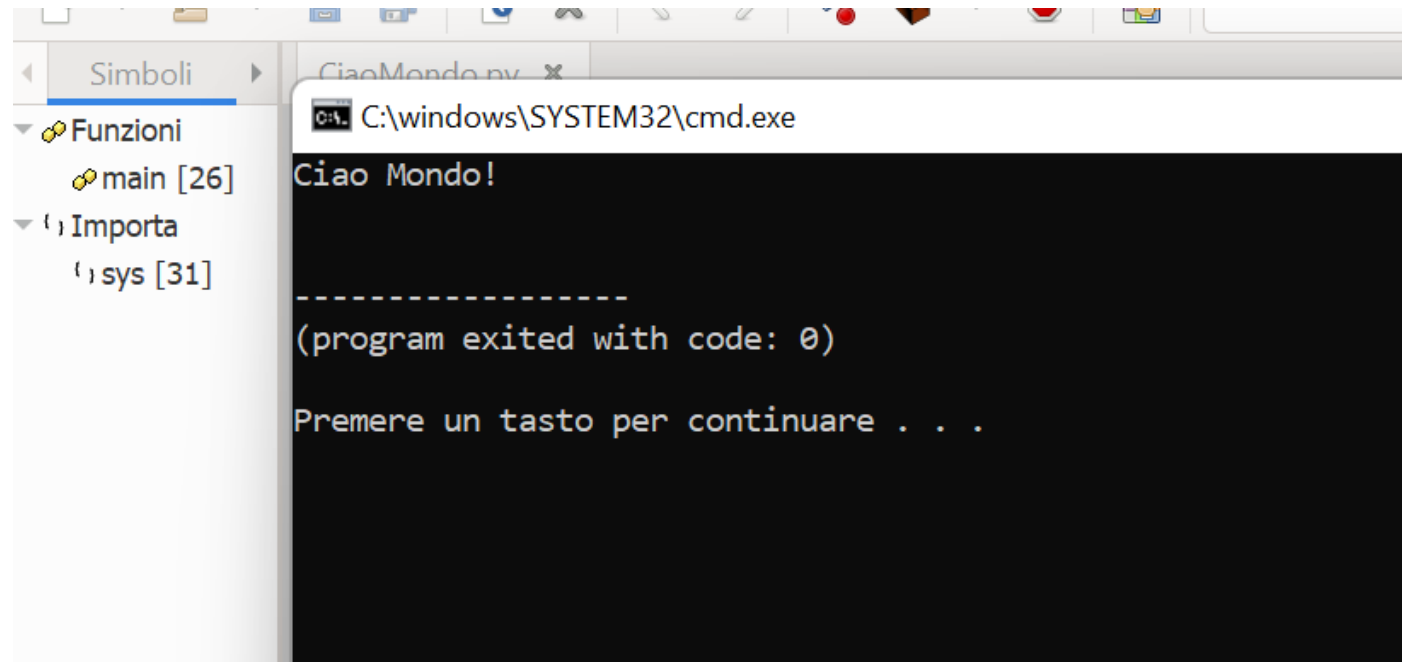 Simboli
CiaoMondo.py
C:\windows\SYSTEM32\cmd.exe
Funzioni
main [26]
Importa
sys [31]
Ciao Mondo!
------------------
(program exited with code: 0)
Premere un tasto per continuare . . .